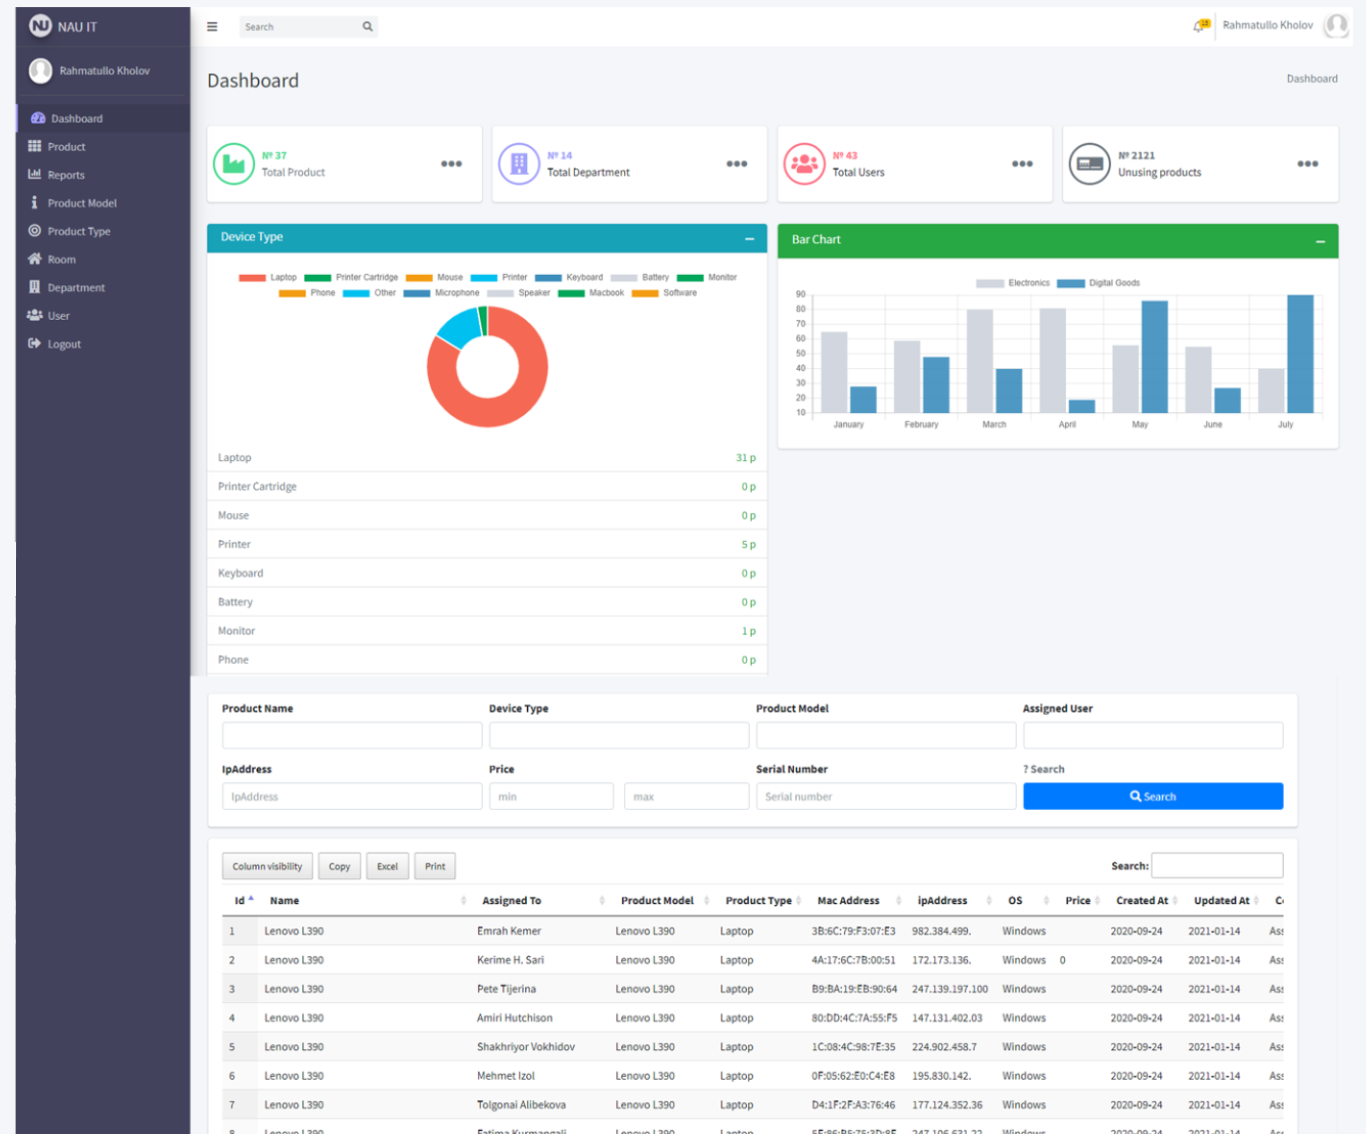 NAU IT
Search
13
Rahmatullo Kholov
Rahmatullo Kholov
Dashboard
Product
Reports
Product Model
Product Type
Room
Department
User
Logout
Dashboard
Dashboard
Nº 37
Total Product
Nº 14
Total Department
Nº 43
Total Users
Nº 2121
Unusing products
Device Type
Laptop Printer Cartridge Mouse Printer Keyboard Battery Monitor
Phone Other Microphone Speaker Macbook Software
Laptop 31 p
Printer Cartridge 0 p
Mouse 0 p
Printer 5 p
Keyboard 0 p
Battery 0 p
Monitor 1 p
Phone 0 p
Bar Chart
Electronics Digital Goods
90
80
70
60
50
40
30
20
10
January February March April May June July
Product Name Device Type Product Model Assigned User
IpAddress Price Serial Number ? Search
IpAddress min max Serial number Search
Column visibility Copy Excel Print Search:
Id Name Assigned To Product Model Product Type Mac Address ipAddress OS Price Created At Updated At
1 Lenovo L390 Emrah Kemer Lenovo L390 Laptop 3B:6C:79:F3:07:E3 982.384.499. Windows 2020-09-24 2021-01-14 Ass
2 Lenovo L390 Kerime H. Sari Lenovo L390 Laptop 4A:17:6C:7B:00:51 172.173.136. Windows 0 2020-09-24 2021-01-14 Ass
3 Lenovo L390 Pete Tijerina Lenovo L390 Laptop B9:BA:19:EB:90:64 247.139.197.100 Windows 2020-09-24 2021-01-14 Ass
4 Lenovo L390 Amiri Hutchison Lenovo L390 Laptop 80:DD:4C:7A:55:F5 147.131.402.03 Windows 2020-09-24 2021-01-14 Ass
5 Lenovo L390 Shakhriyor Vokhidov Lenovo L390 Laptop 1C:08:4C:98:7E:35 224.902.458.7 Windows 2020-09-24 2021-01-14 Ass
6 Lenovo L390 Mehmet Izol Lenovo L390 Laptop 0F:05:62:E0:C4:E8 195.830.142. Windows 2020-09-24 2021-01-14 Ass
7 Lenovo L390 Tolgonai Alibekova Lenovo L390 Laptop D4:1F:2F:A3:76:46 177.124.352.36 Windows 2020-09-24 2021-01-14 Ass
8 Lenovo L390 Fatima Kurmangali Lenovo L390 Laptop Windows 2020-09-24 2021-01-14 Ass